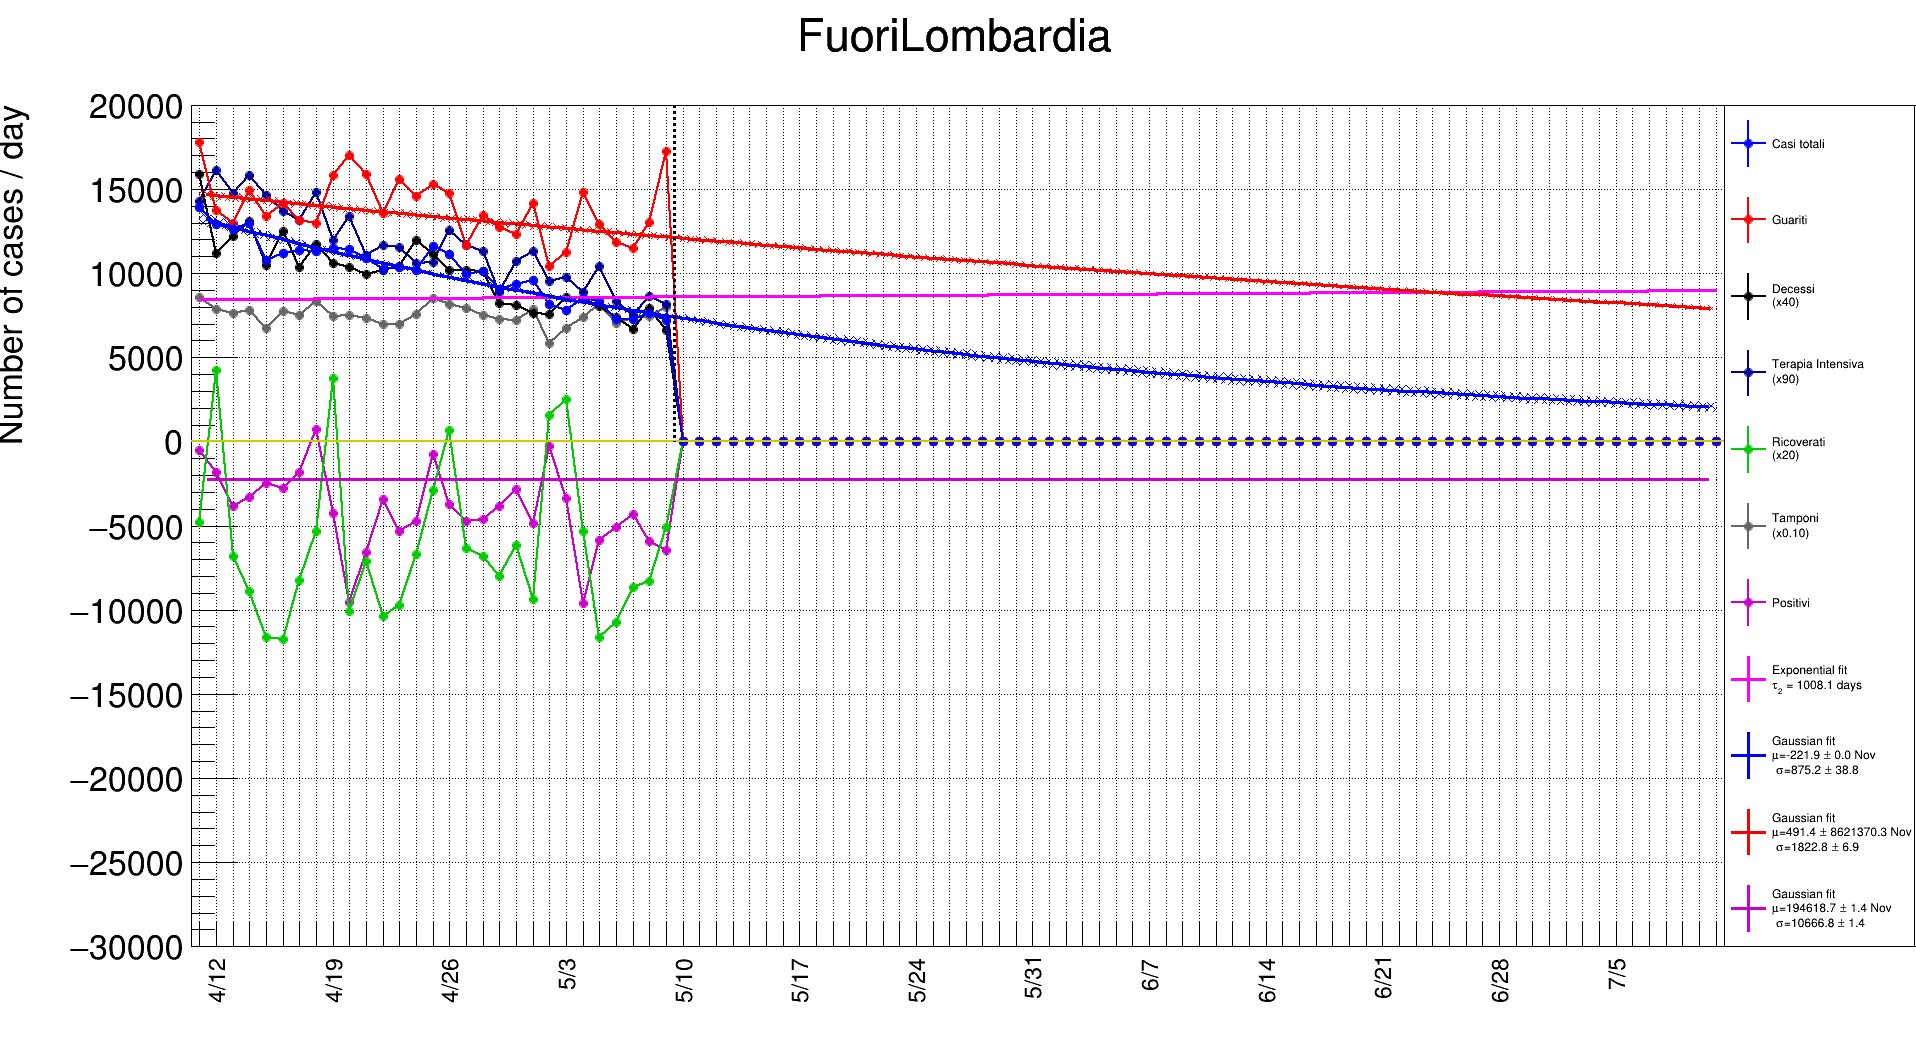 FuoriLombardia
Number of cases / day
20000
15000
10000
5000
0
−5000
−10000
−15000
−20000
−25000
−30000
4/12
4/19
4/26
5/3
5/10
5/17
5/24
5/31
6/7
6/14
6/21
6/28
7/5
Casi totali
Guariti
Decessi
(x40)
Terapia Intensiva
(x90)
Ricoverati
(x20)
Tamponi
(x0.10)
Positivi
Exponential fit
τ2 = 1008.1 days
Gaussian fit
μ=-221.9 ± 0.0 Nov
σ=875.2 ± 38.8
Gaussian fit
μ=491.4 ± 8621370.3 Nov
σ=1822.8 ± 6.9
Gaussian fit
μ=194618.7 ± 1.4 Nov
σ=10666.8 ± 1.4